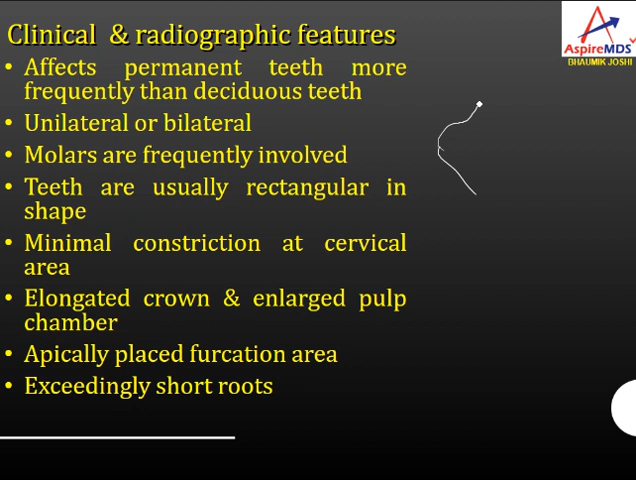 Clinical & radiographic features
• Affects permanent teeth more
frequently than deciduous teeth
• Unilateral or bilateral
• Molars are frequently involved
• Teeth are usually rectangular in
shape
• Minimal constriction at cervical
area
• Elongated crown & enlarged pulp
chamber
• Apically placed furcation area
• Exceedingly short roots
AspireMDS
BHAUMIK JOSHI